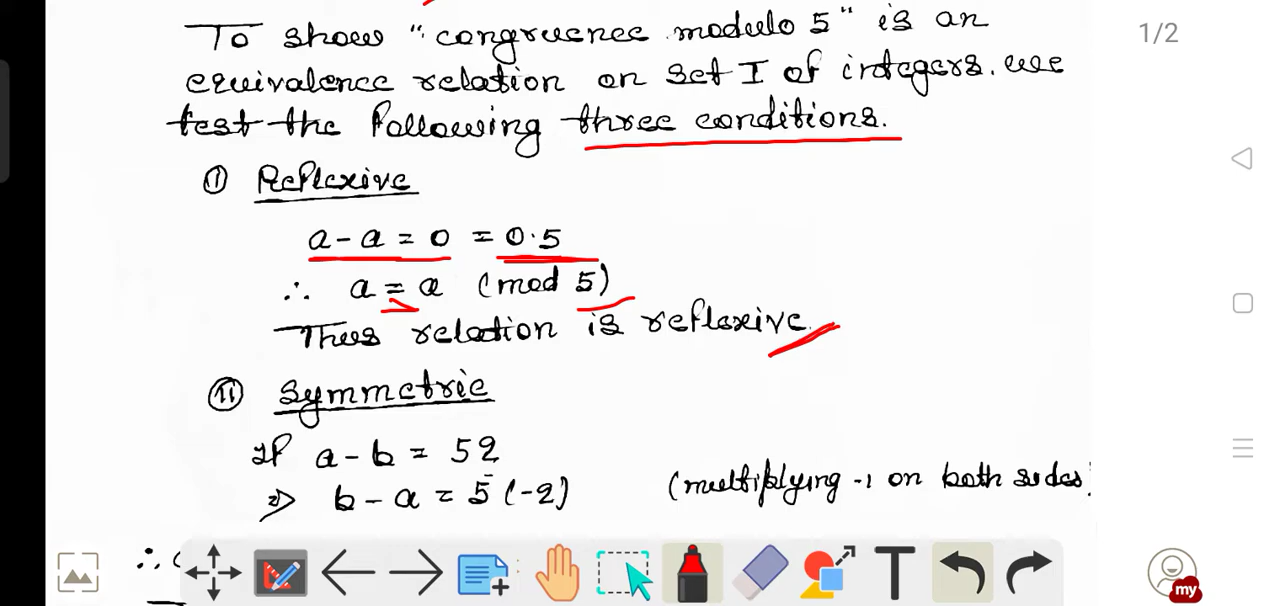 To show "congruence modulo 5" is an
1/2
equivalence relation on set I of integers. we
test the following three conditions.
(i) Reflexive
a - a = 0 = 0.5
∴ a = a (mod 5)
Thus relation is reflexive.
(ii) Symmetric
If a - b = 52
⇒ b - a = 5 (-2) (multiplying -1 on both sides)
∴
T
my